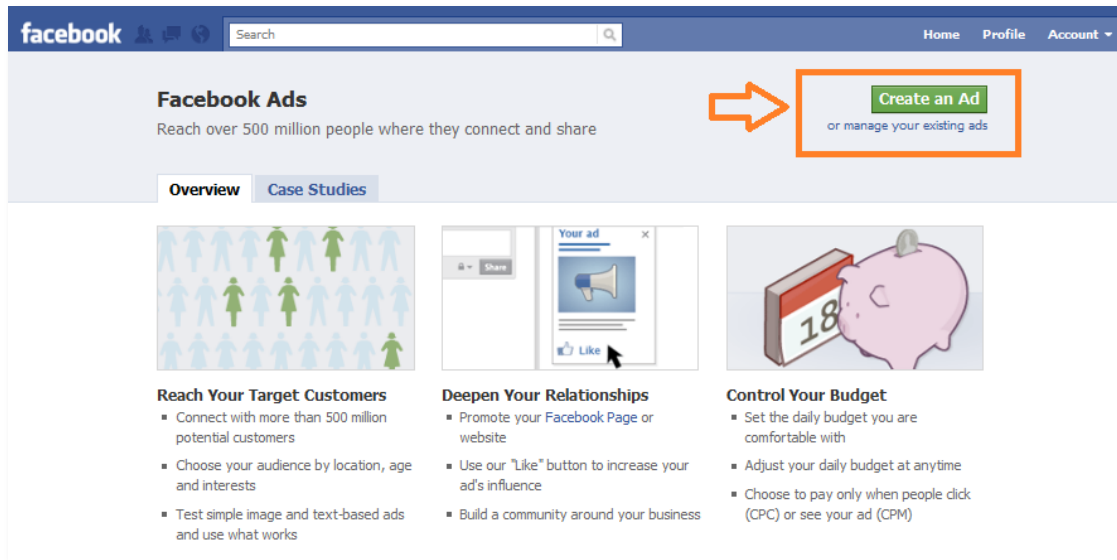 facebook Search Home Profile Account
Facebook Ads
Create an Ad
Reach over 500 million people where they connect and share
or manage your existing ads
Overview Case Studies
Your ad
Share
Like
18
Reach Your Target Customers
Connect with more than 500 million
potential customers
Choose your audience by location, age
and interests
Test simple image and text-based ads
and use what works
Deepen Your Relationships
Promote your Facebook Page or
website
Use our "Like" button to increase your
ad's influence
Build a community around your business
Control Your Budget
Set the daily budget you are
comfortable with
Adjust your daily budget at anytime
Choose to pay only when people click
(CPC) or see your ad (CPM)